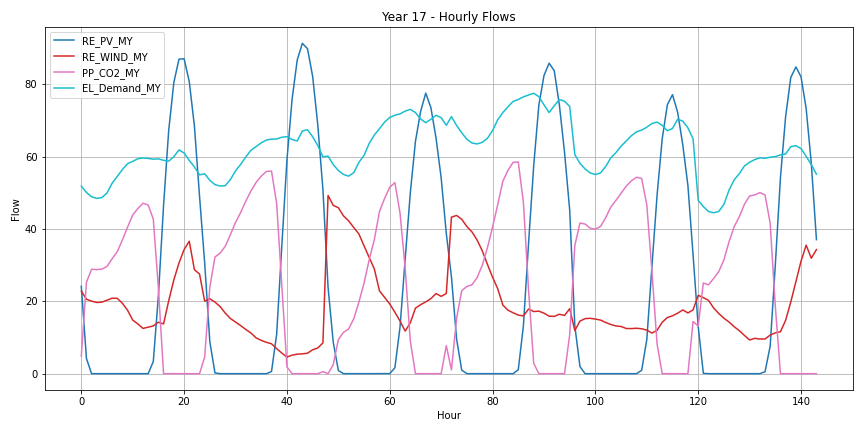 Year 17 - Hourly Flows
RE_PV_MY
RE_WIND_MY
PP_CO2_MY
EL_Demand_MY
Flow
80
60
40
20
0
0 20 40 60 80 100 120 140
Hour